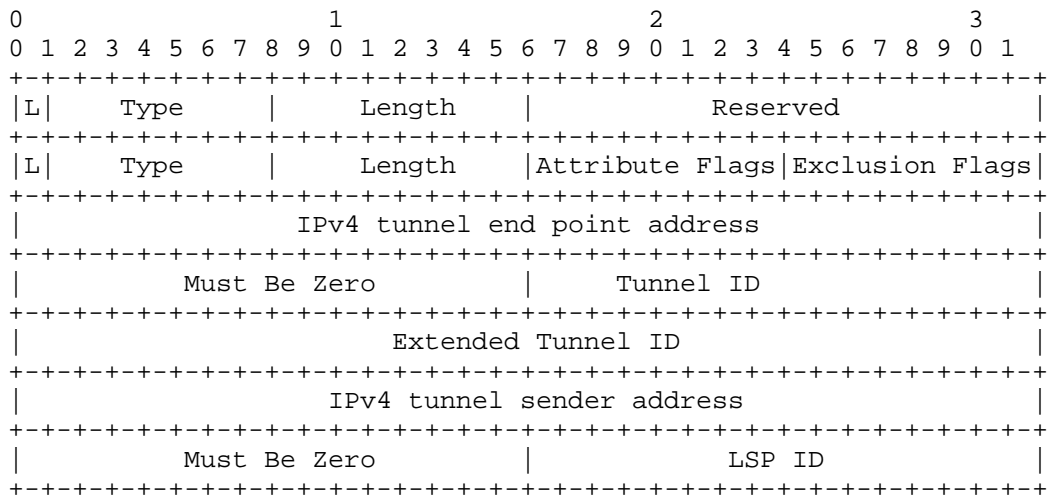 0                   1                   2                   3
0 1 2 3 4 5 6 7 8 9 0 1 2 3 4 5 6 7 8 9 0 1 2 3 4 5 6 7 8 9 0 1
+-+-+-+-+-+-+-+-+-+-+-+-+-+-+-+-+-+-+-+-+-+-+-+-+-+-+-+-+-+-+-+-+
|L|    Type     |     Length    |           Reserved            |
+-+-+-+-+-+-+-+-+-+-+-+-+-+-+-+-+-+-+-+-+-+-+-+-+-+-+-+-+-+-+-+-+
|L|    Type     |     Length    |Attribute Flags|Exclusion Flags|
+-+-+-+-+-+-+-+-+-+-+-+-+-+-+-+-+-+-+-+-+-+-+-+-+-+-+-+-+-+-+-+-+
|                 IPv4 tunnel end point address                 |
+-+-+-+-+-+-+-+-+-+-+-+-+-+-+-+-+-+-+-+-+-+-+-+-+-+-+-+-+-+-+-+-+
|          Must Be Zero         |     Tunnel ID                 |
+-+-+-+-+-+-+-+-+-+-+-+-+-+-+-+-+-+-+-+-+-+-+-+-+-+-+-+-+-+-+-+-+
|                       Extended Tunnel ID                      |
+-+-+-+-+-+-+-+-+-+-+-+-+-+-+-+-+-+-+-+-+-+-+-+-+-+-+-+-+-+-+-+-+
|                   IPv4 tunnel sender address                  |
+-+-+-+-+-+-+-+-+-+-+-+-+-+-+-+-+-+-+-+-+-+-+-+-+-+-+-+-+-+-+-+-+
|          Must Be Zero         |            LSP ID             |
+-+-+-+-+-+-+-+-+-+-+-+-+-+-+-+-+-+-+-+-+-+-+-+-+-+-+-+-+-+-+-+-+